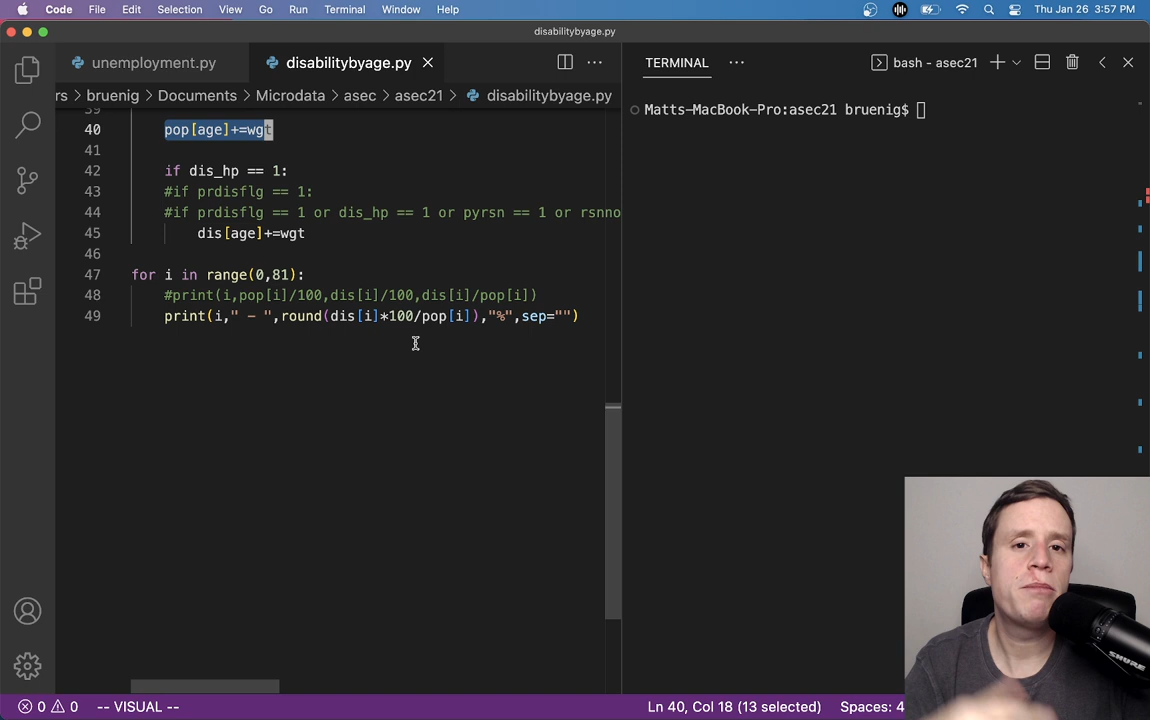 Code File Edit Selection View Go Run Terminal Window Help Thu Jan 26 3:57 PM
disabilitybyage.py
unemployment.py disabilitybyage.py TERMINAL bash - asec21
rs > bruenig > Documents > Microdata > asec > asec21 > disabilitybyage.py
Matts-MacBook-Pro:asec21 bruenig$
39
40 pop[age]+=wgt
41
42 if dis_hp == 1:
43 #if prdisflg == 1:
44 #if prdisflg == 1 or dis_hp == 1 or pyrsn == 1 or rsnno
45 dis[age]+=wgt
46
47 for i in range(0,81):
48 #print(i,pop[i]/100,dis[i]/100,dis[i]/pop[i])
49 print(i," - ",round(dis[i]*100/pop[i]),"%",sep="")
0 0 -- VISUAL -- Ln 40, Col 18 (13 selected) Spaces: 4
SHURE